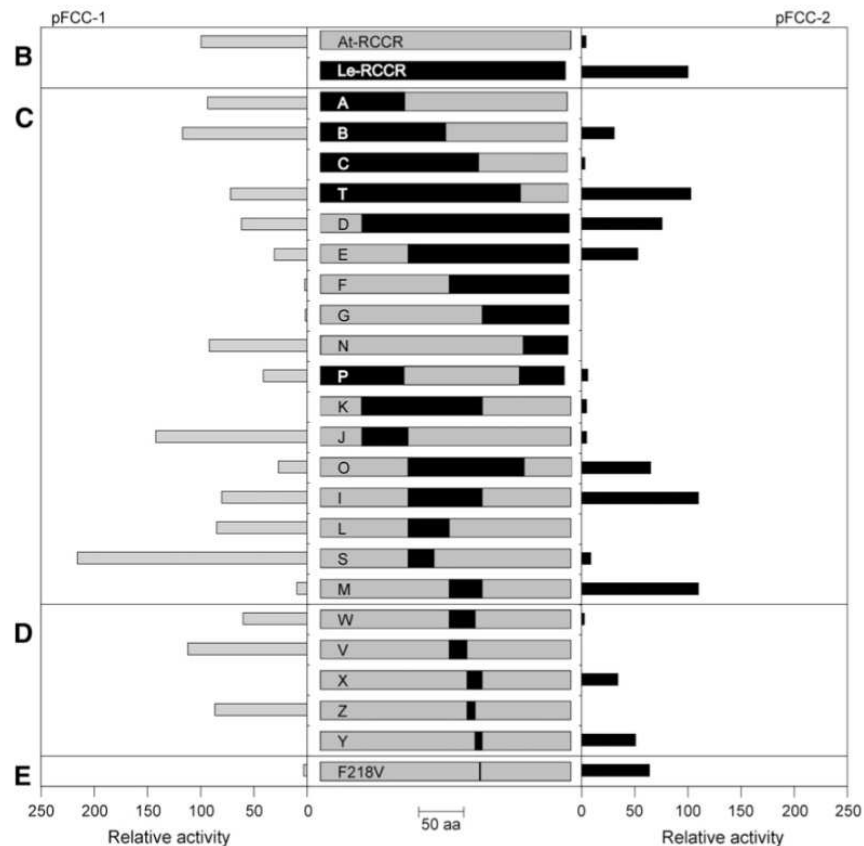 pFCC-1 pFCC-2
B At-RCCR
Le-RCCR
C A
B
C
T
D
E
F
G
N
P
K
J
O
I
L
S
M
D W
V
X
Z
Y
E F218V
250 200 150 100 50 0 50 aa 0 50 100 150 200 250
Relative activity Relative activity